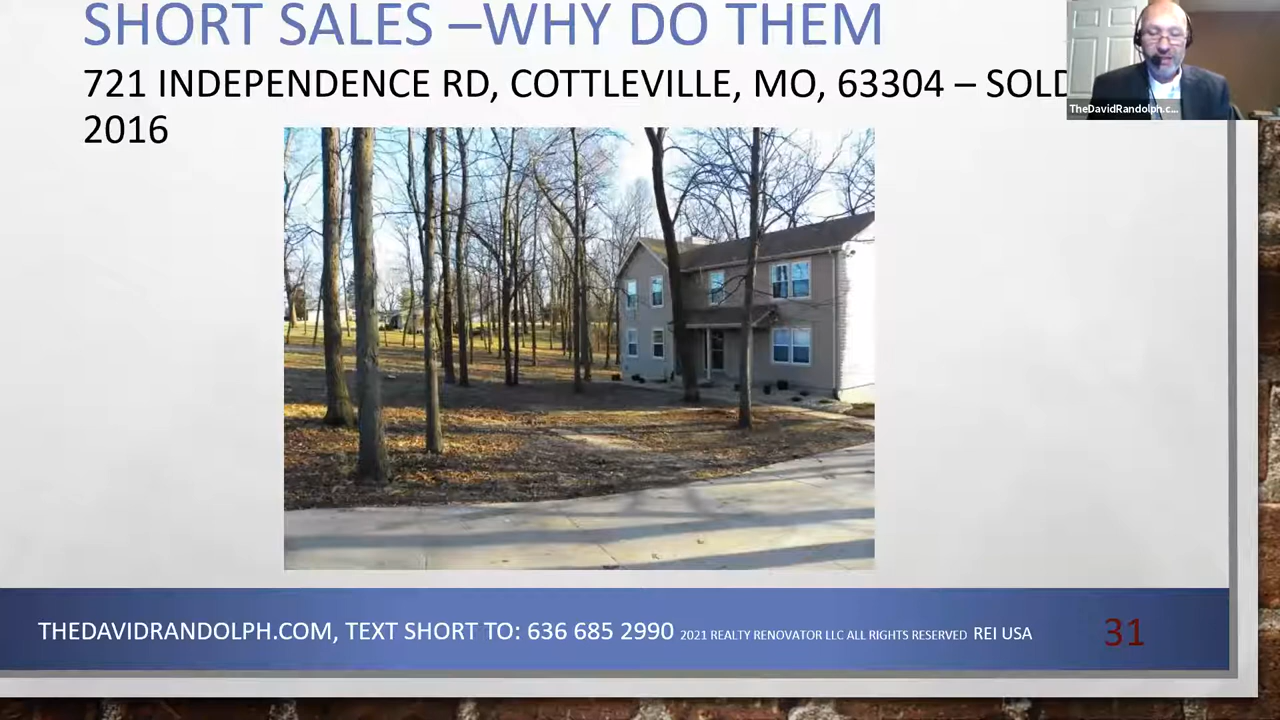 SHORT SALES –WHY DO THEM
721 INDEPENDENCE RD, COTTLEVILLE, MO, 63304 – SOLD
2016
TheDavidRandolph.c...
THEDAVIDRANDOLPH.COM, TEXT SHORT TO: 636 685 2990 2021 REALTY RENOVATOR LLC ALL RIGHTS RESERVED REI USA
31